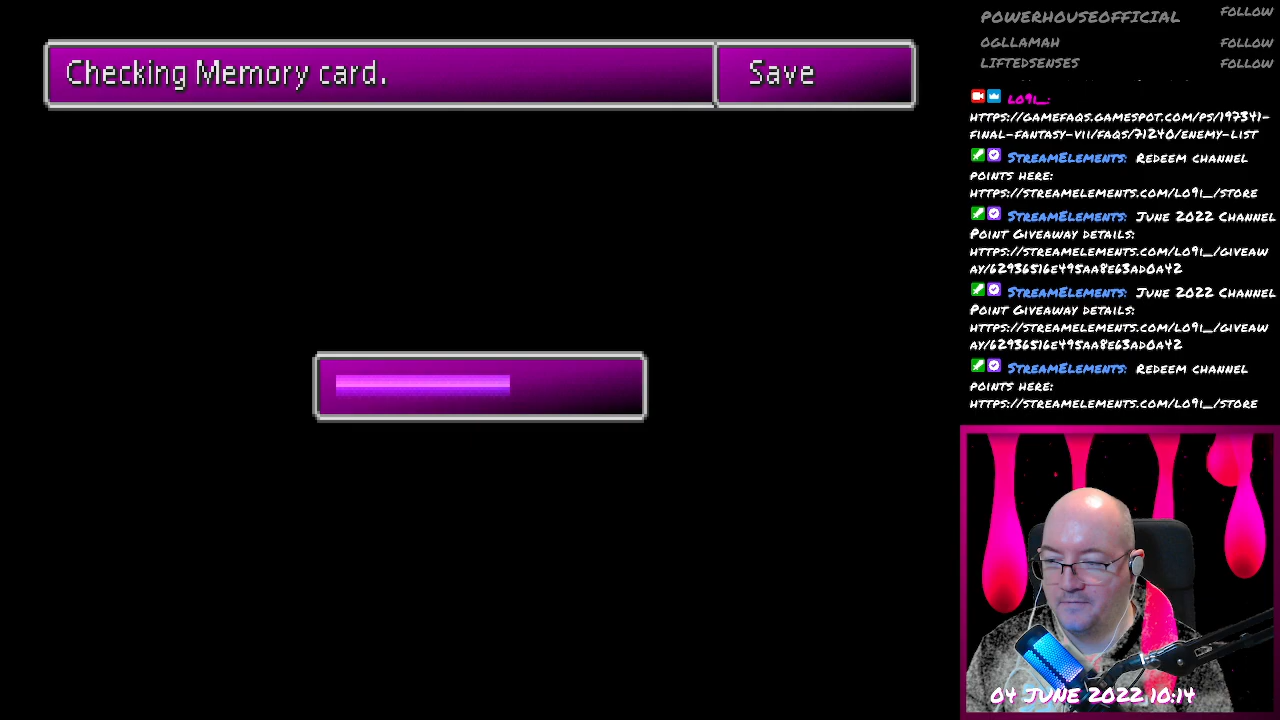 Checking Memory card.
Save
POWERHOUSEOFFICIAL FOLLOW
OGLLAMAH FOLLOW
LIFTEDSENSES FOLLOW
LO9I_:
HTTPS://GAMEFAQS.GAMESPOT.COM/PS/197341-
FINAL-FANTASY-VII/FAQS/71240/ENEMY-LIST
STREAMELEMENTS: REDEEM CHANNEL
POINTS HERE:
HTTPS://STREAMELEMENTS.COM/LO9I_/STORE
STREAMELEMENTS: JUNE 2022 CHANNEL
POINT GIVEAWAY DETAILS:
HTTPS://STREAMELEMENTS.COM/LO9I_/GIVEAW
AY/62936516E495AA8E63AD0A42
STREAMELEMENTS: JUNE 2022 CHANNEL
POINT GIVEAWAY DETAILS:
HTTPS://STREAMELEMENTS.COM/LO9I_/GIVEAW
AY/62936516E495AA8E63AD0A42
STREAMELEMENTS: REDEEM CHANNEL
POINTS HERE:
HTTPS://STREAMELEMENTS.COM/LO9I_/STORE
04 JUNE 2022 10:14